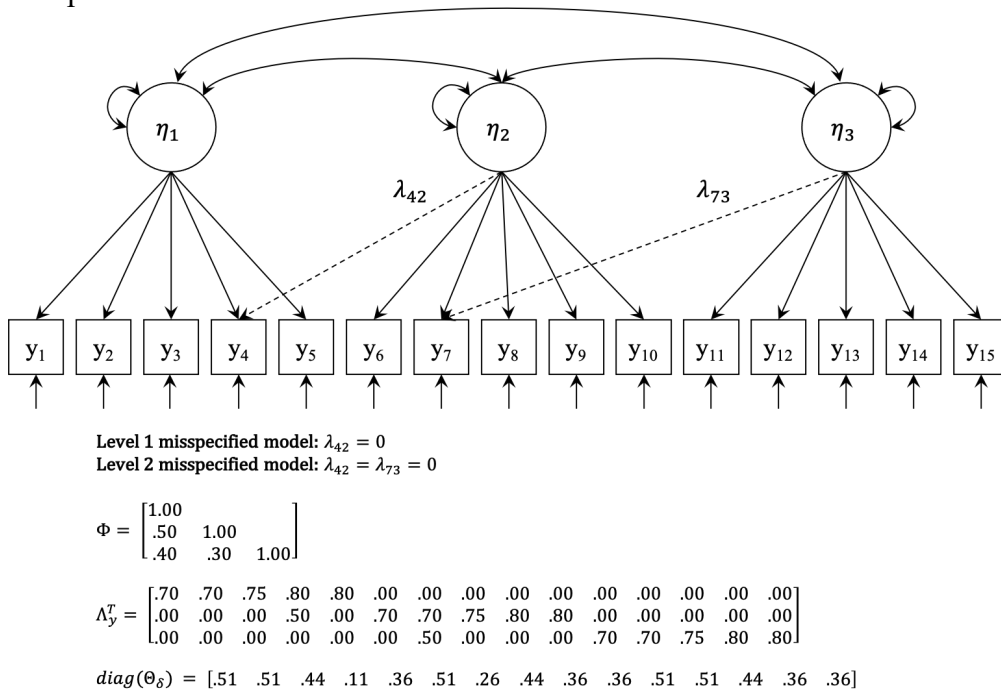 η₁ η₂ η₃
λ₄₂ λ₇₃
y₁ y₂ y₃ y₄ y₅ y₆ y₇ y₈ y₉ y₁₀ y₁₁ y₁₂ y₁₃ y₁₄ y₁₅
Level 1 misspecified model: λ₄₂ = 0
Level 2 misspecified model: λ₄₂ = λ₇₃ = 0
1.00
Φ = .50 1.00
.40 .30 1.00
.70 .70 .75 .80 .80 .00 .00 .00 .00 .00 .00 .00 .00 .00 .00
Λᵧᵀ = .00 .00 .00 .50 .00 .70 .70 .75 .80 .80 .00 .00 .00 .00 .00
.00 .00 .00 .00 .00 .00 .50 .00 .00 .00 .70 .70 .75 .80 .80
diag(Θ_δ) = [.51 .51 .44 .11 .36 .51 .26 .44 .36 .36 .51 .51 .44 .36 .36]